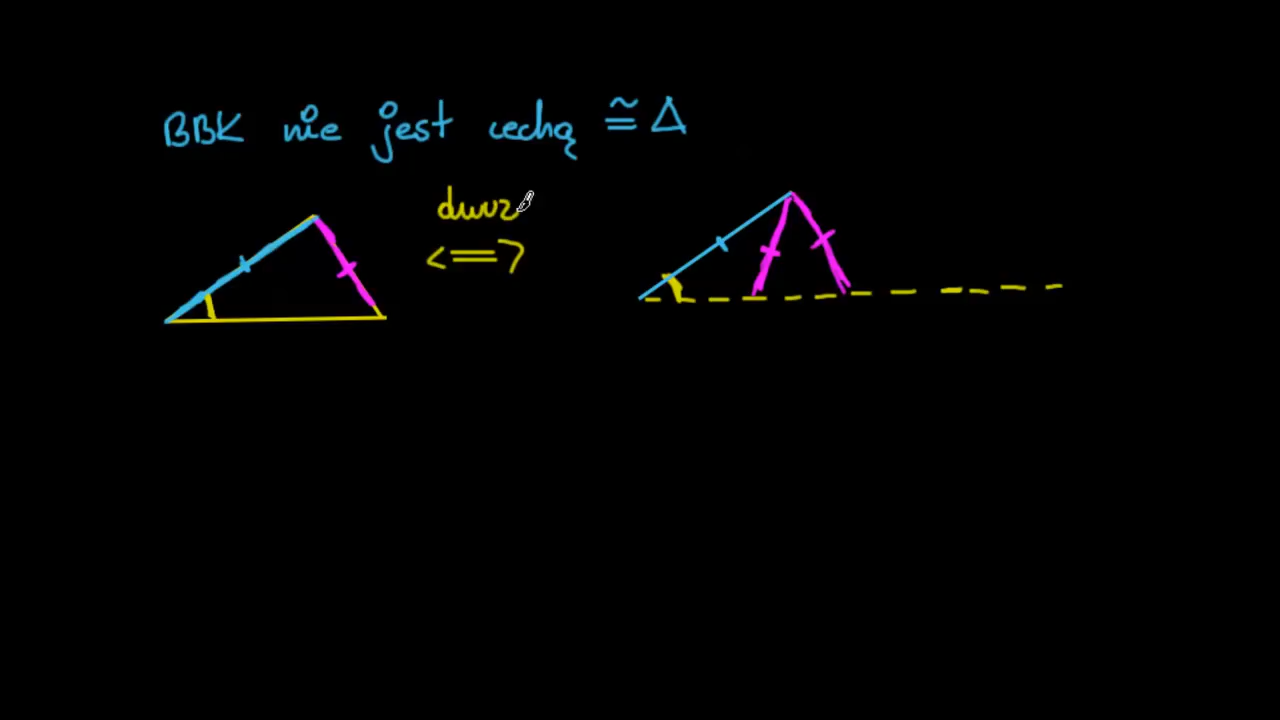 BBK nie jest cechą ≅ Δ
dwuz
<=>